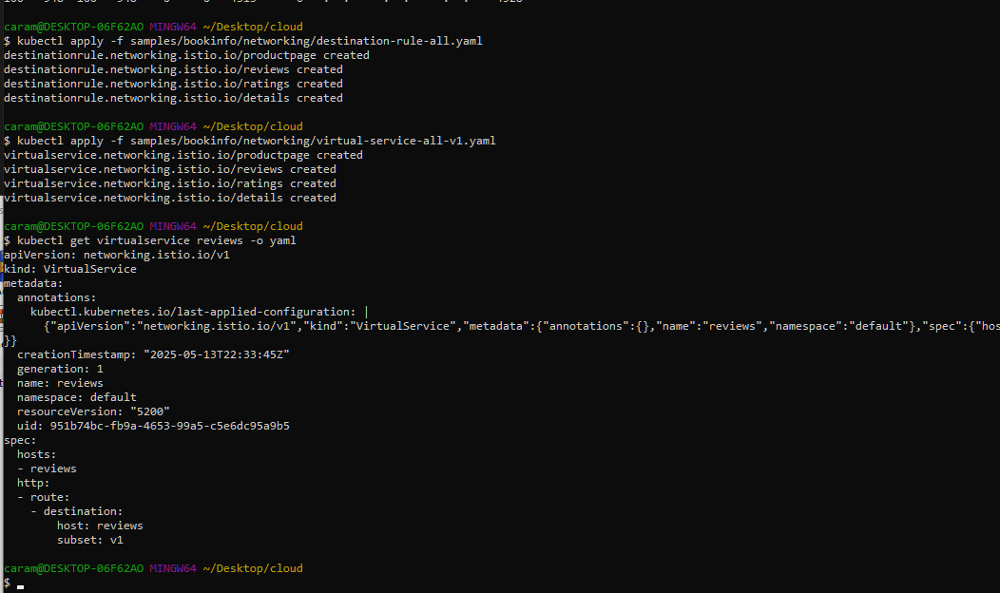 caram@DESKTOP-06F62AO MINGW64 ~/Desktop/cloud
$ kubectl apply -f samples/bookinfo/networking/destination-rule-all.yaml
destinationrule.networking.istio.io/productpage created
destinationrule.networking.istio.io/reviews created
destinationrule.networking.istio.io/ratings created
destinationrule.networking.istio.io/details created
caram@DESKTOP-06F62AO MINGW64 ~/Desktop/cloud
$ kubectl apply -f samples/bookinfo/networking/virtual-service-all-v1.yaml
virtualservice.networking.istio.io/productpage created
virtualservice.networking.istio.io/reviews created
virtualservice.networking.istio.io/ratings created
virtualservice.networking.istio.io/details created
caram@DESKTOP-06F62AO MINGW64 ~/Desktop/cloud
$ kubectl get virtualservice reviews -o yaml
apiVersion: networking.istio.io/v1
kind: VirtualService
metadata:
  annotations:
    kubectl.kubernetes.io/last-applied-configuration: |
      {"apiVersion":"networking.istio.io/v1","kind":"VirtualService","metadata":{"annotations":{},"name":"reviews","namespace":"default"},"spec":{"hos
}}
  creationTimestamp: "2025-05-13T22:33:45Z"
  generation: 1
  name: reviews
  namespace: default
  resourceVersion: "5200"
  uid: 951b74bc-fb9a-4653-99a5-c5e6dc95a9b5
spec:
  hosts:
  - reviews
  http:
  - route:
    - destination:
        host: reviews
        subset: v1
caram@DESKTOP-06F62AO MINGW64 ~/Desktop/cloud
$